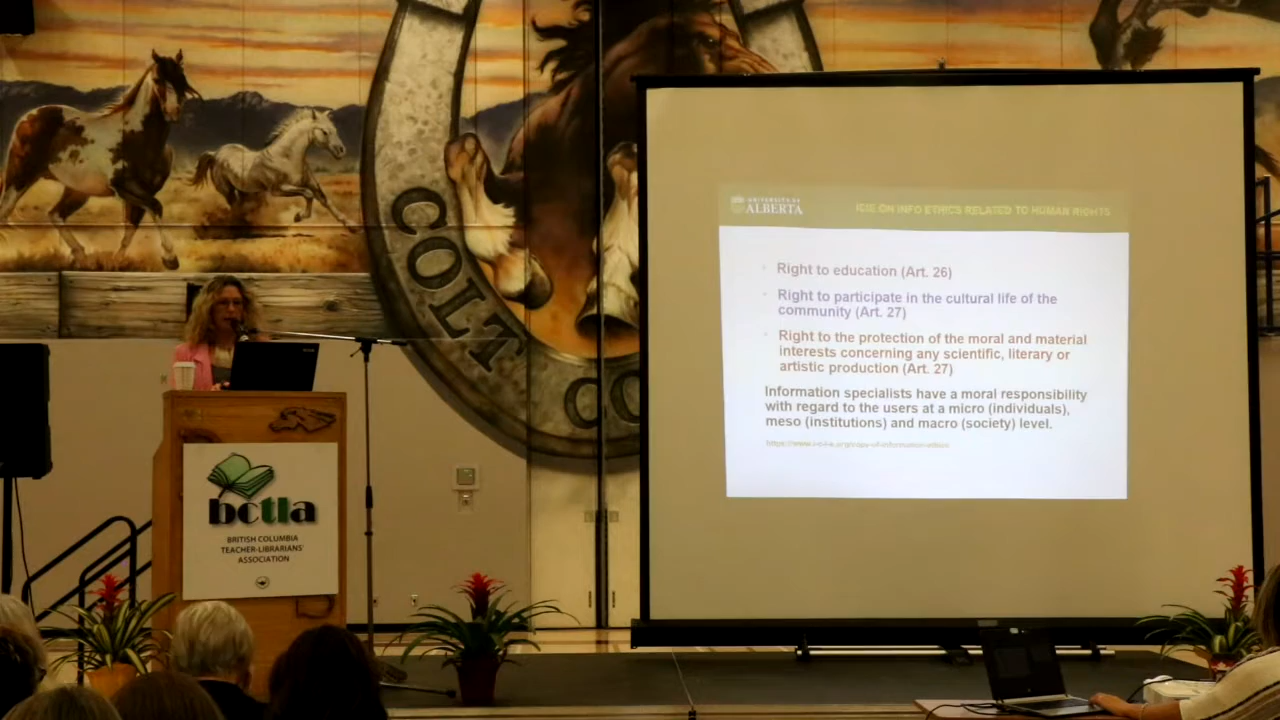 COLT CO
UNIVERSITY OF
ALBERTA
ICIE ON INFO ETHICS RELATED TO HUMAN RIGHTS
Right to education (Art. 26)
Right to participate in the cultural life of the
community (Art. 27)
Right to the protection of the moral and material
interests concerning any scientific, literary or
artistic production (Art. 27)
Information specialists have a moral responsibility
with regard to the users at a micro (individuals),
meso (institutions) and macro (society) level.
bctla
BRITISH COLUMBIA
TEACHER-LIBRARIANS'
ASSOCIATION